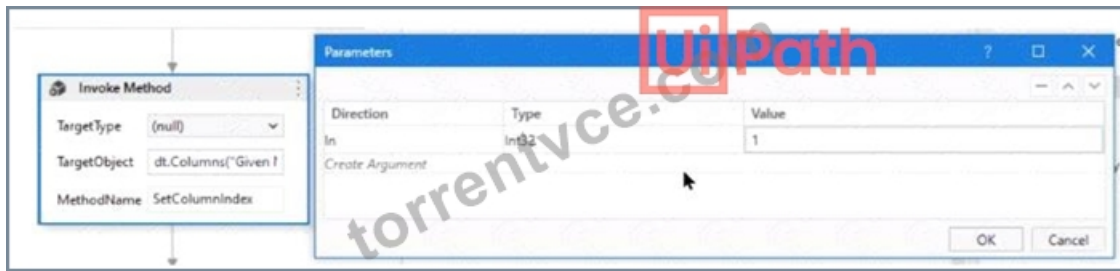 UiPath
torrentvce.com
Invoke Method
TargetType (null)
TargetObject dt.Columns("Given
MethodName SetColumnIndex
Parameters
Direction Type Value
In Int32 1
Create Argument
OK Cancel